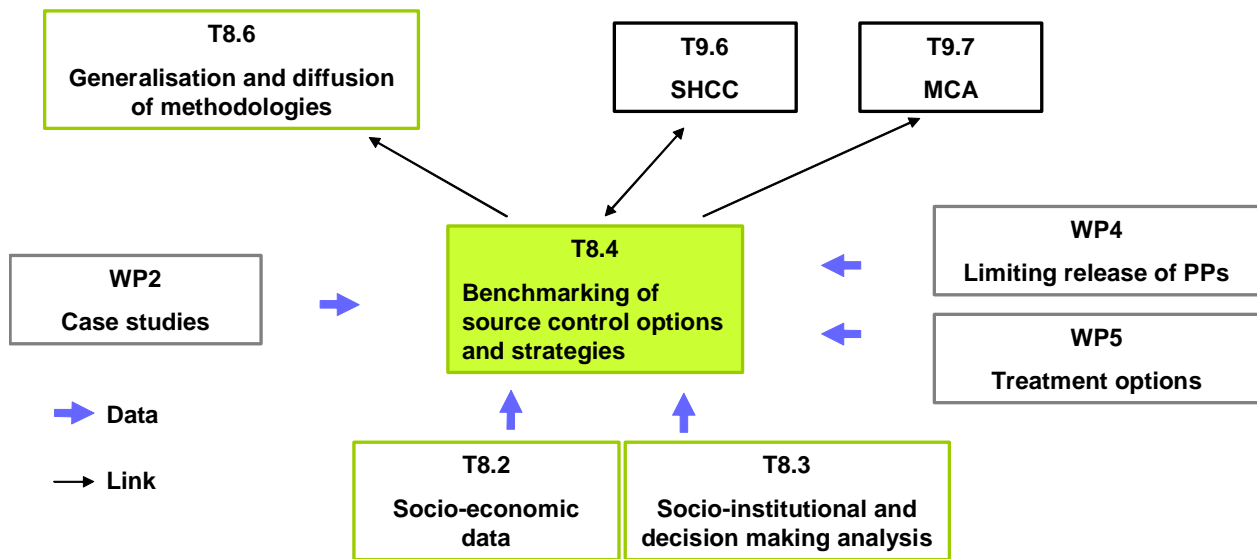 T8.6
Generalisation and diffusion
of methodologies
T9.6
SHCC
T9.7
MCA
WP2
Case studies
T8.4
Benchmarking of
source control options
and strategies
WP4
Limiting release of PPs
WP5
Treatment options
Data
Link
T8.2
Socio-economic
data
T8.3
Socio-institutional and
decision making analysis